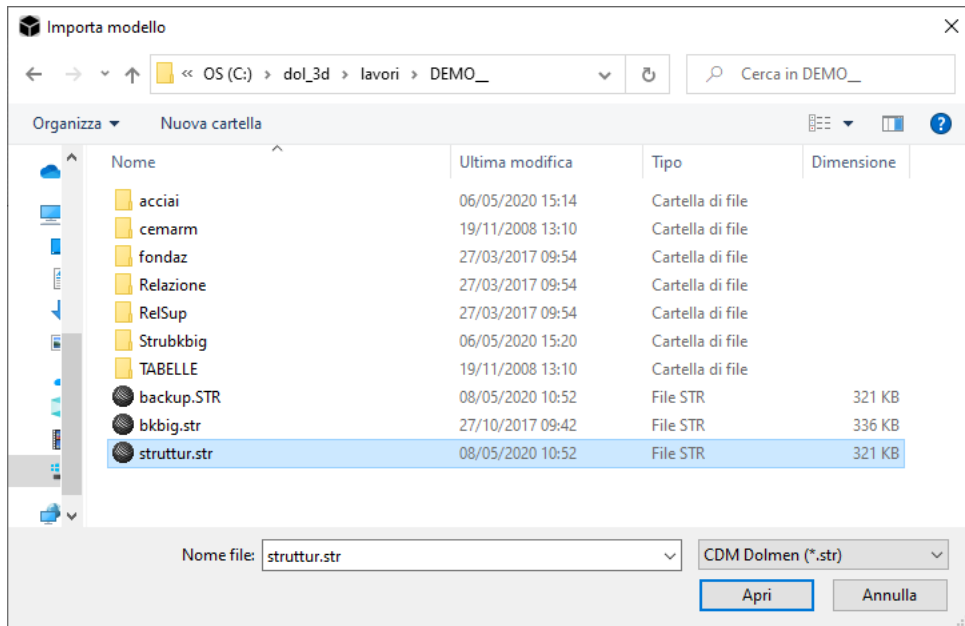 Importa modello
« OS (C:) › dol_3d › lavori › DEMO__ Cerca in DEMO__
Organizza Nuova cartella ?
Nome Ultima modifica Tipo Dimensione
acciai 06/05/2020 15:14 Cartella di file
cemarm 19/11/2008 13:10 Cartella di file
fondaz 27/03/2017 09:54 Cartella di file
Relazione 27/03/2017 09:54 Cartella di file
RelSup 27/03/2017 09:54 Cartella di file
Strubkbig 06/05/2020 15:20 Cartella di file
TABELLE 19/11/2008 13:10 Cartella di file
backup.STR 08/05/2020 10:52 File STR 321 KB
bkbig.str 27/10/2017 09:42 File STR 336 KB
struttur.str 08/05/2020 10:52 File STR 321 KB
Nome file: struttur.str CDM Dolmen (*.str)
Apri Annulla